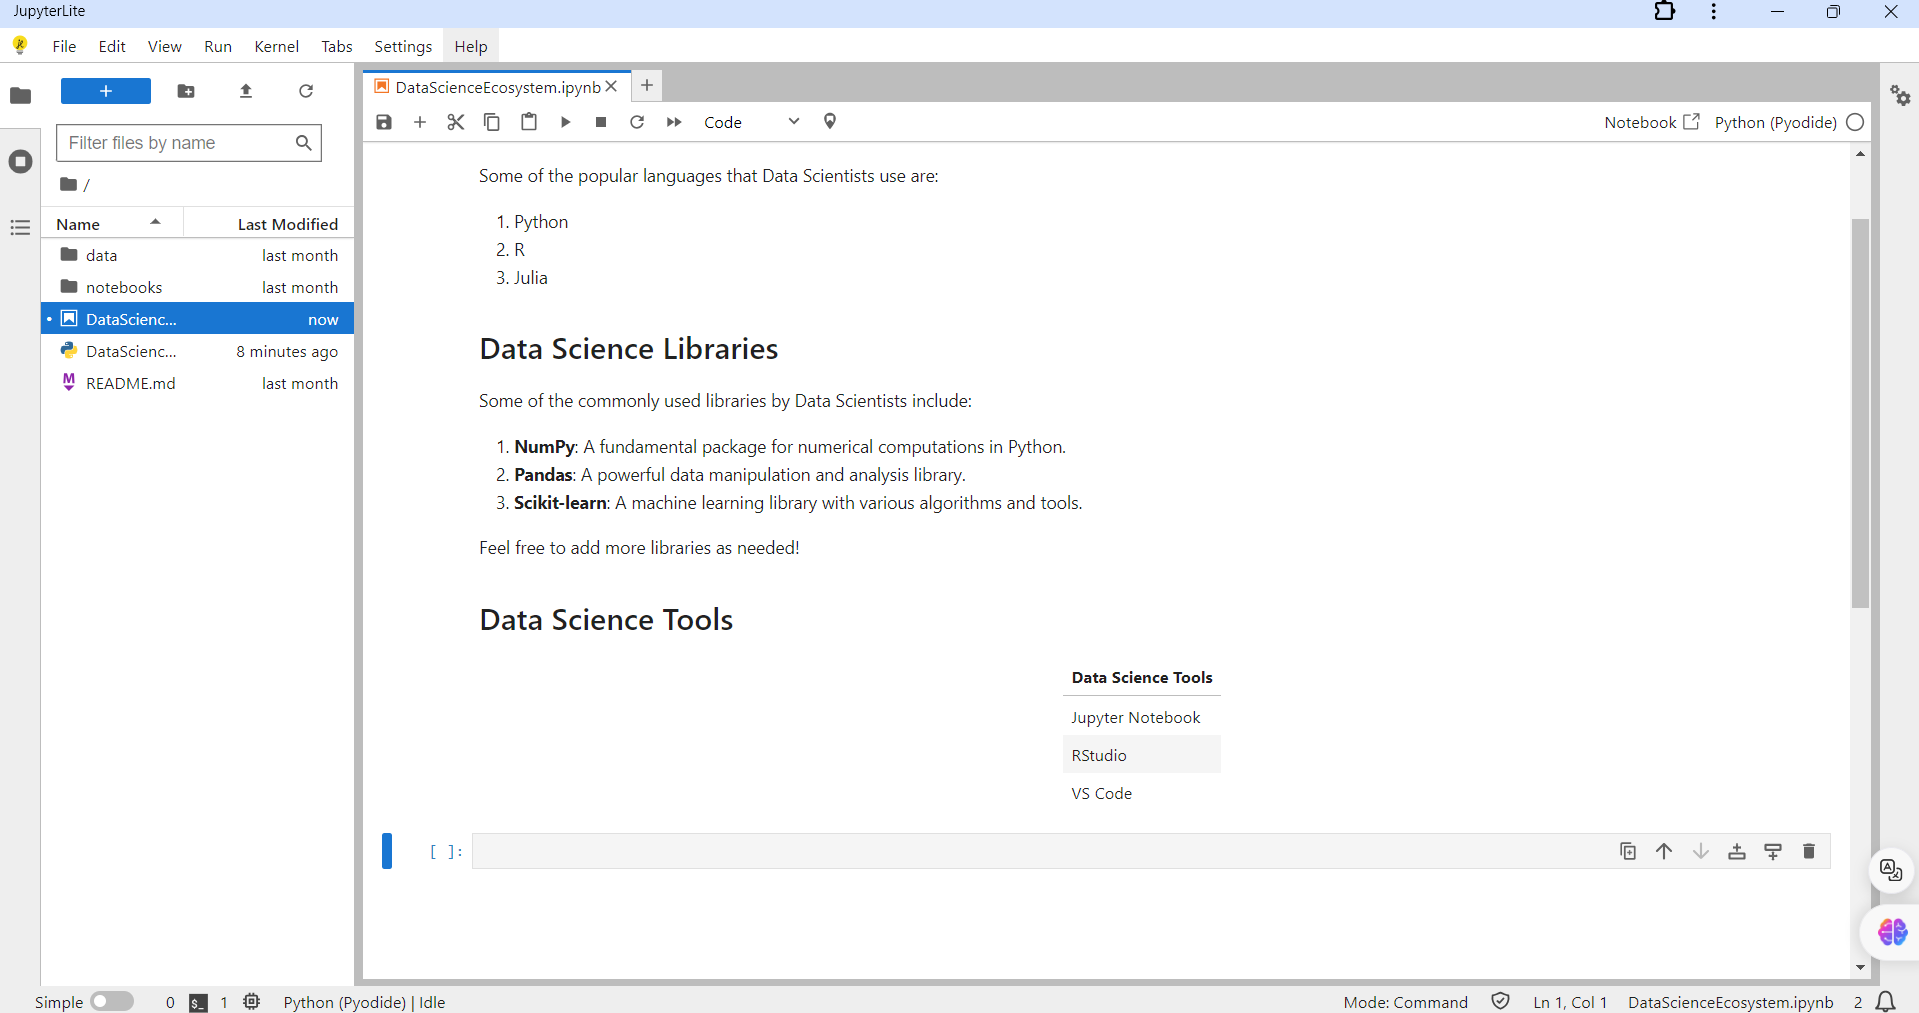 JupyterLite
File Edit View Run Kernel Tabs Settings Help
+
Filter files by name
/
Name Last Modified
data last month
notebooks last month
• DataScienc... now
DataScienc... 8 minutes ago
README.md last month
DataScienceEcosystem.ipynb
Code
Notebook Python (Pyodide)
Some of the popular languages that Data Scientists use are:
1. Python
2. R
3. Julia
Data Science Libraries
Some of the commonly used libraries by Data Scientists include:
1. NumPy: A fundamental package for numerical computations in Python.
2. Pandas: A powerful data manipulation and analysis library.
3. Scikit-learn: A machine learning library with various algorithms and tools.
Feel free to add more libraries as needed!
Data Science Tools
Data Science Tools
Jupyter Notebook
RStudio
VS Code
[ ]:
Simple 0 $_ 1 Python (Pyodide) | Idle Mode: Command Ln 1, Col 1 DataScienceEcosystem.ipynb 2